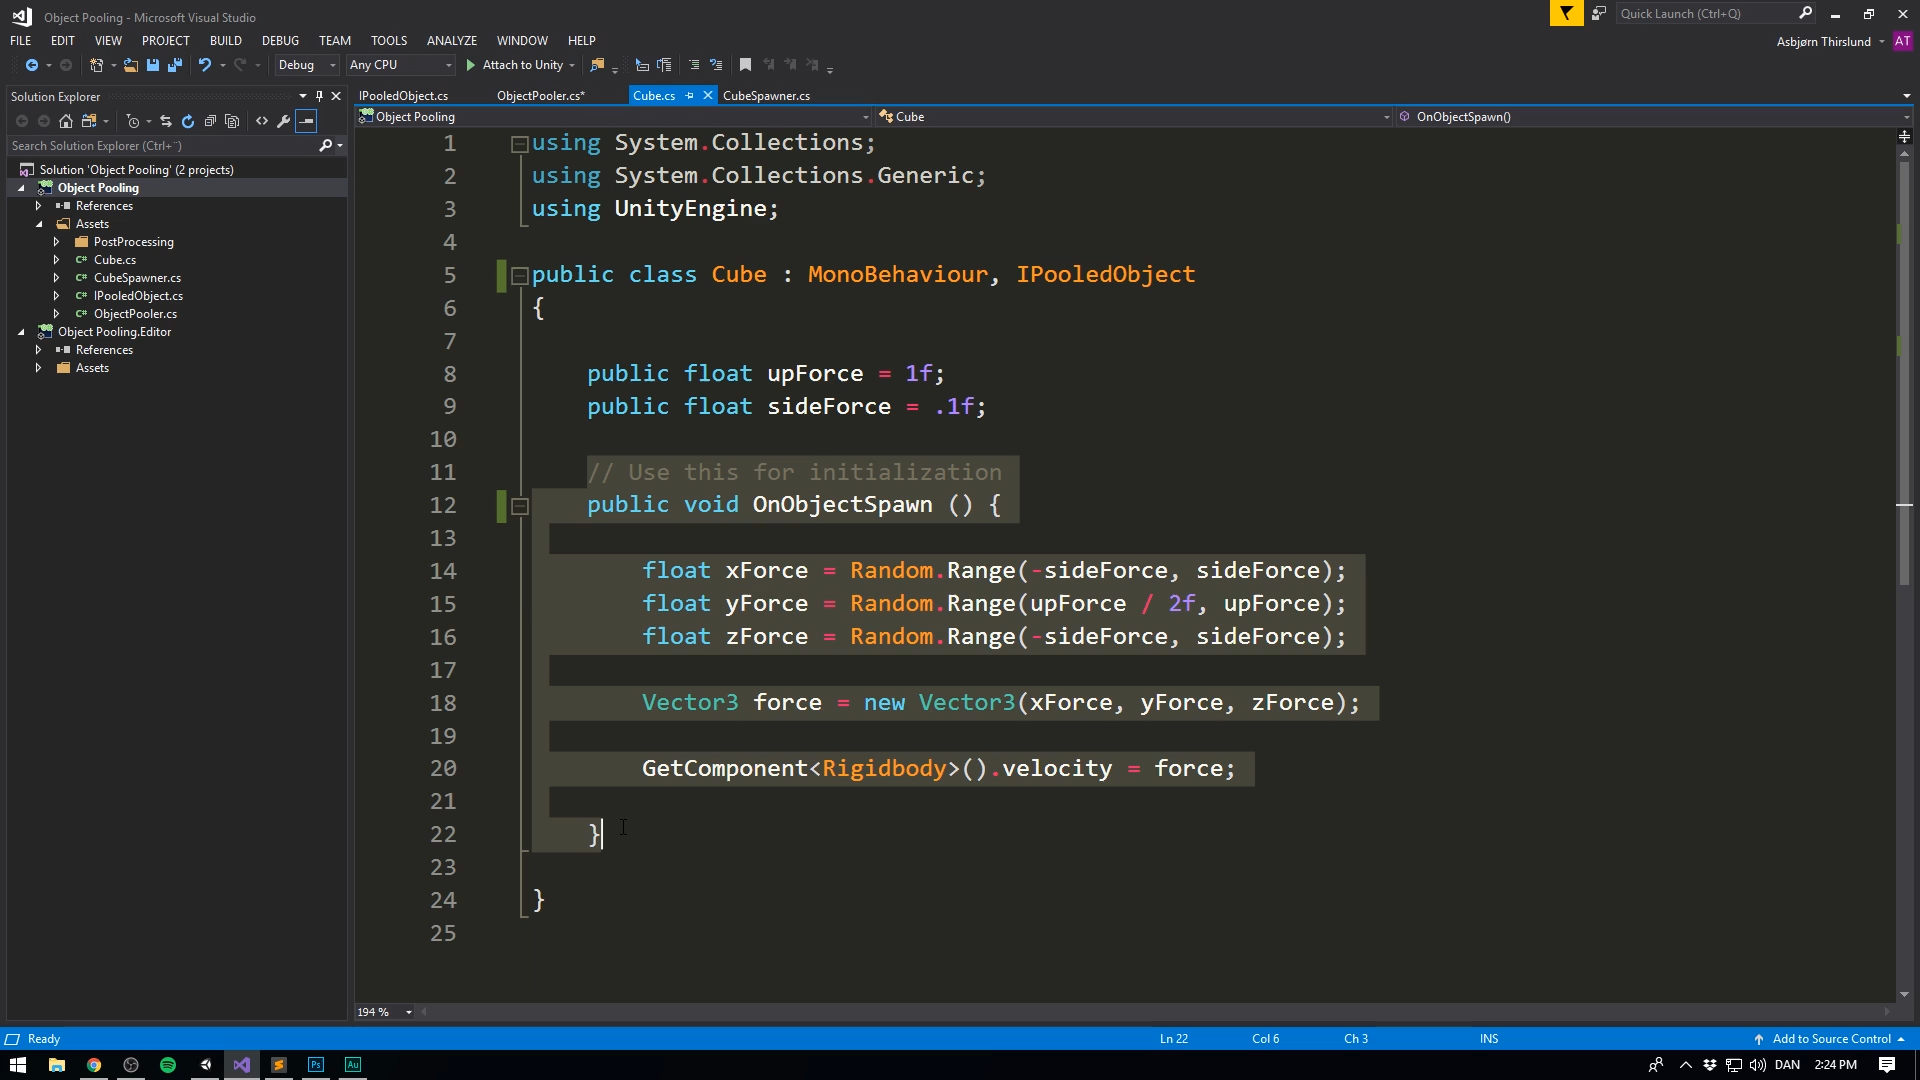 Object Pooling - Microsoft Visual Studio
Quick Launch (Ctrl+Q)
FILE EDIT VIEW PROJECT BUILD DEBUG TEAM TOOLS ANALYZE WINDOW HELP
Asbjørn Thirslund AT
Debug Any CPU Attach to Unity
Solution Explorer
IPooledObject.cs ObjectPooler.cs* Cube.cs CubeSpawner.cs
Object Pooling Cube OnObjectSpawn()
Search Solution Explorer (Ctrl+¨)
Solution 'Object Pooling' (2 projects)
Object Pooling
References
Assets
PostProcessing
C# Cube.cs
C# CubeSpawner.cs
C# IPooledObject.cs
C# ObjectPooler.cs
Object Pooling.Editor
References
Assets
1 using System.Collections;
2 using System.Collections.Generic;
3 using UnityEngine;
4
5 public class Cube : MonoBehaviour, IPooledObject
6 {
7
8 public float upForce = 1f;
9 public float sideForce = .1f;
10
11 // Use this for initialization
12 public void OnObjectSpawn () {
13
14 float xForce = Random.Range(-sideForce, sideForce);
15 float yForce = Random.Range(upForce / 2f, upForce);
16 float zForce = Random.Range(-sideForce, sideForce);
17
18 Vector3 force = new Vector3(xForce, yForce, zForce);
19
20 GetComponent<Rigidbody>().velocity = force;
21
22 }
23
24 }
25
194 %
Ready Ln 22 Col 6 Ch 3 INS Add to Source Control
Ps Au DAN 2:24 PM